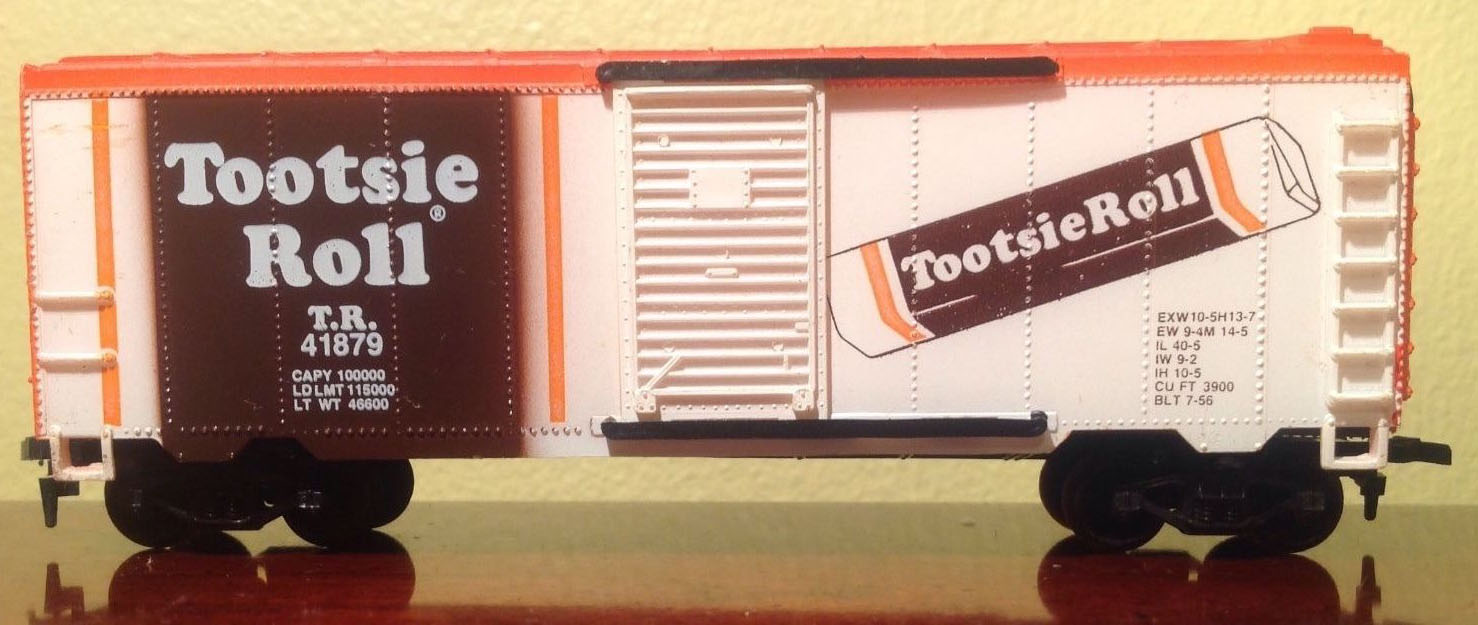 Tootsie
Roll®
T.R.
41879
CAPY 100000
LD LMT 115000
LT WT 46600
TootsieRoll
EXW10-5H13-7
EW 9-4M 14-5
IL 40-5
IW 9-2
IH 10-5
CU FT 3900
BLT 7-56